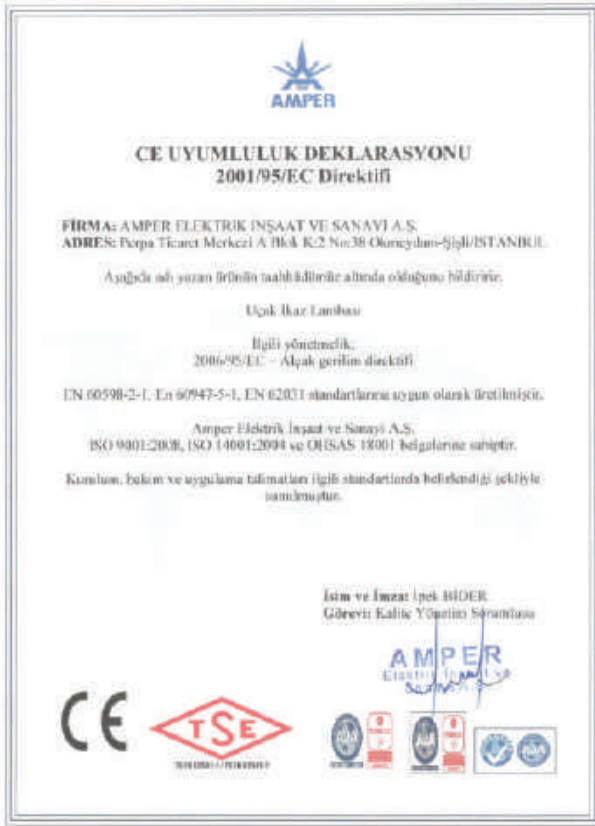 AMPER
CE UYUMLULUK DEKLARASYONU
2001/95/EC Direktifi
FİRMA: AMPER ELEKTRİK İNŞAAT VE SANAYİ A.Ş.
ADRES: Perpa Ticaret Merkezi A Blok K:2 No:38 Okmeydanı-Şişli/İSTANBUL
Aşağıda adı yazan ürünün taahhüdümüz altında olduğunu bildiririz.
Uçak İkaz Lambası
İlgili yönetmelik,
2006/95/EC – Alçak gerilim direktifi
EN 60598-2-1, En 60947-5-1, EN 62031 standartlarına uygun olarak üretilmiştir.
Amper Elektrik İnşaat ve Sanayi A.Ş.
ISO 9001:2008, ISO 14001:2004 ve OHSAS 18001 belgelerine sahiptir.
Kurulum, bakım ve uygulama talimatları ilgili standartlarda belirlendiği şekliyle
sunulmuştur.
İsim ve İmza: İpek BİDER
Görevi: Kalite Yönetim Sorumlusu
AMPER
Elektrik İnşaat ve
Sanayi A.Ş.
CE
TSE